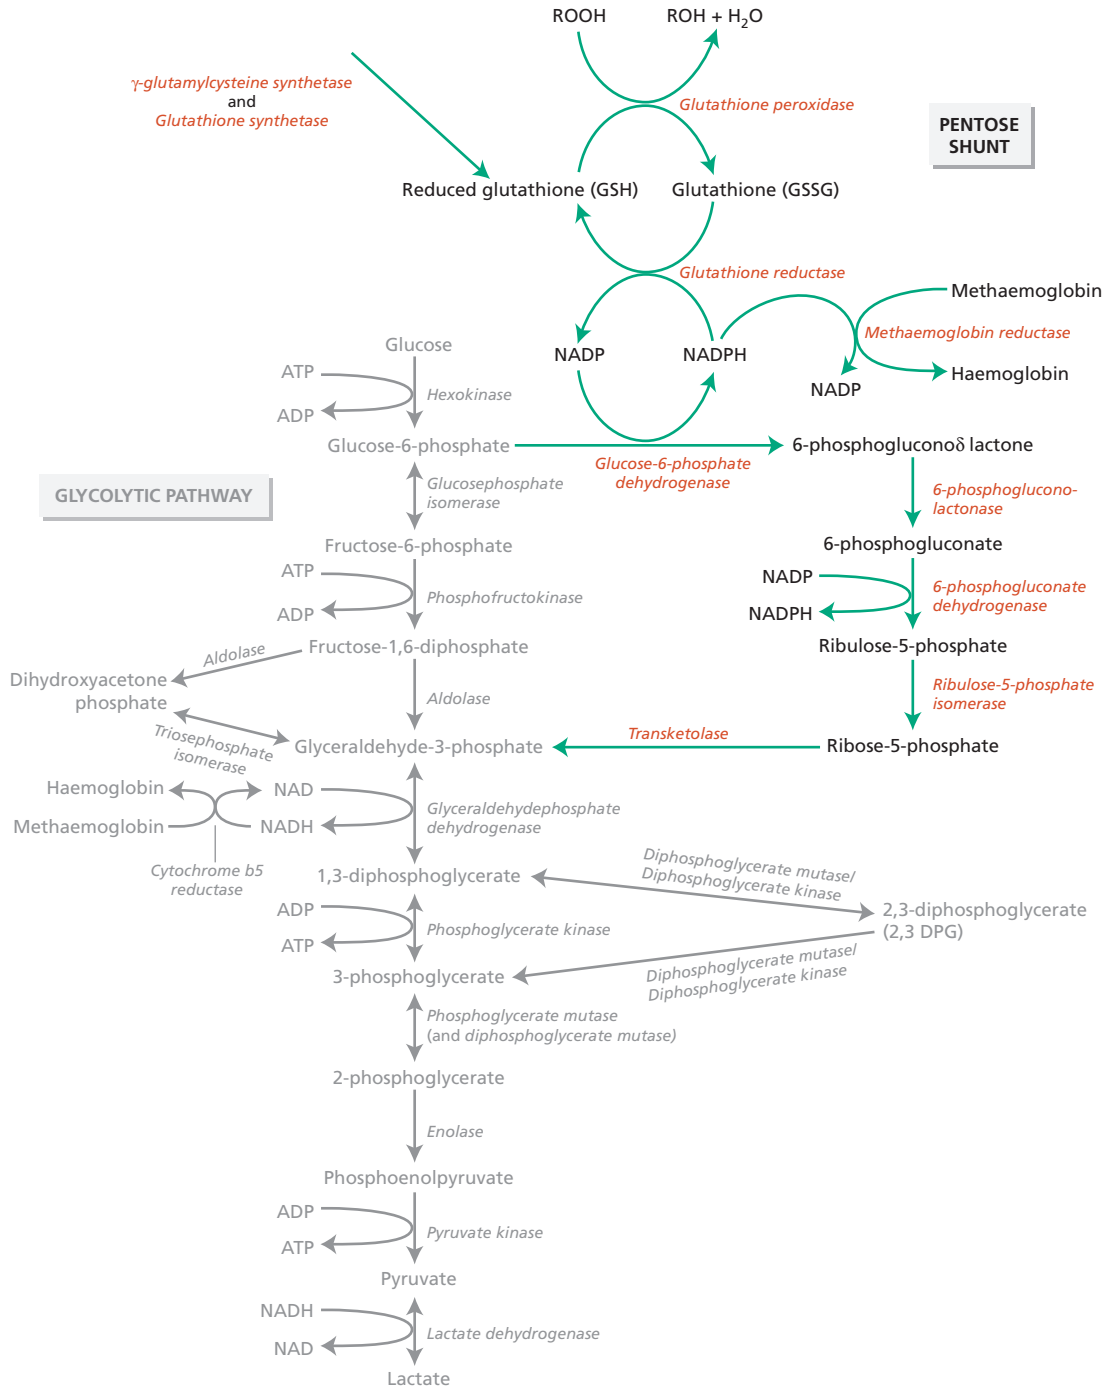 ROOH
ROH + H₂O
γ-glutamylcysteine synthetase
and
Glutathione synthetase
Glutathione peroxidase
PENTOSE
SHUNT
Reduced glutathione (GSH)
Glutathione (GSSG)
Glutathione reductase
Methaemoglobin
Methaemoglobin reductase
Haemoglobin
NADP
NADPH
NADP
Glucose
ATP
ADP
Hexokinase
Glucose-6-phosphate
Glucose-6-phosphate
dehydrogenase
6-phosphogluconoδ lactone
GLYCOLYTIC PATHWAY
Glucosephosphate
isomerase
6-phosphoglucono-
lactonase
Fructose-6-phosphate
6-phosphogluconate
ATP
ADP
Phosphofructokinase
NADP
NADPH
6-phosphogluconate
dehydrogenase
Fructose-1,6-diphosphate
Ribulose-5-phosphate
Aldolase
Dihydroxyacetone
phosphate
Aldolase
Ribulose-5-phosphate
isomerase
Triosephosphate
isomerase
Glyceraldehyde-3-phosphate
Transketolase
Ribose-5-phosphate
Haemoglobin
Methaemoglobin
NAD
NADH
Glyceraldehydephosphate
dehydrogenase
Cytochrome b5
reductase
1,3-diphosphoglycerate
Diphosphoglycerate mutase/
Diphosphoglycerate kinase
2,3-diphosphoglycerate
(2,3 DPG)
ADP
ATP
Phosphoglycerate kinase
Diphosphoglycerate mutase/
Diphosphoglycerate kinase
3-phosphoglycerate
Phosphoglycerate mutase
(and diphosphoglycerate mutase)
2-phosphoglycerate
Enolase
Phosphoenolpyruvate
ADP
ATP
Pyruvate kinase
Pyruvate
NADH
NAD
Lactate dehydrogenase
Lactate